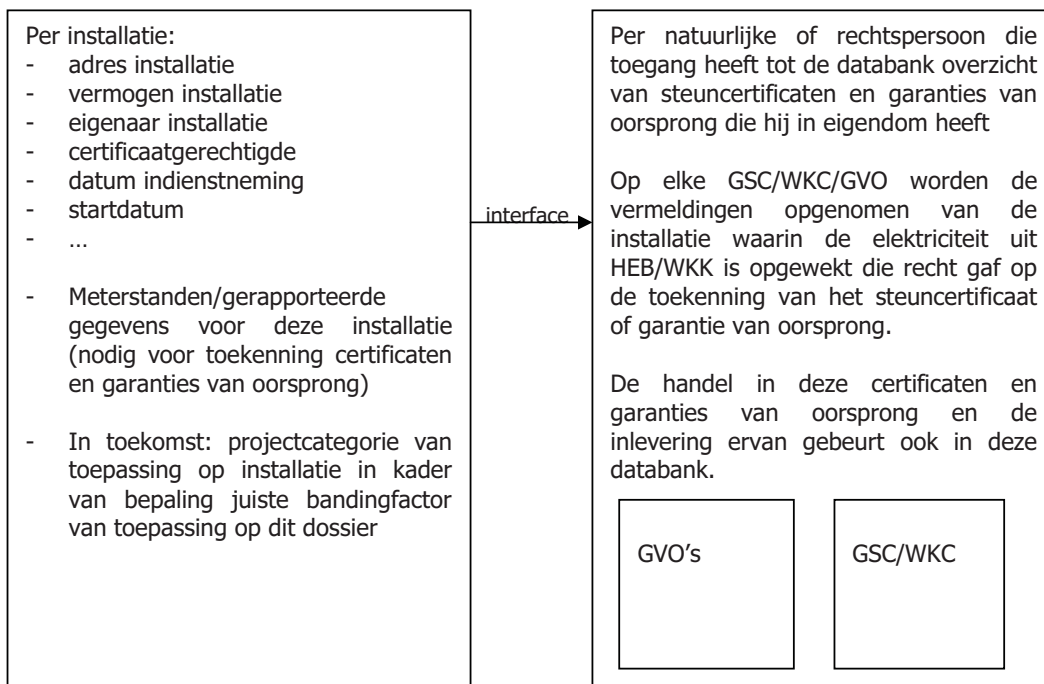 Per installatie:
- adres installatie
- vermogen installatie
- eigenaar installatie
- certificaatgerechtigde
- datum indienstneming
- startdatum
- ...
- Meterstanden/gerapporteerde
gegevens voor deze installatie
(nodig voor toekenning certificaten
en garanties van oorsprong)
- In toekomst: projectcategorie van
toepassing op installatie in kader
van bepaling juiste bandingfactor
van toepassing op dit dossier
interface
Per natuurlijke of rechtspersoon die
toegang heeft tot de databank overzicht
van steuncertificaten en garanties van
oorsprong die hij in eigendom heeft
Op elke GSC/WKC/GVO worden de
vermeldingen opgenomen van de
installatie waarin de elektriciteit uit
HEB/WKK is opgewekt die recht gaf op
de toekenning van het steuncertificaat
of garantie van oorsprong.
De handel in deze certificaten en
garanties van oorsprong en de
inlevering ervan gebeurt ook in deze
databank.
GVO's
GSC/WKC